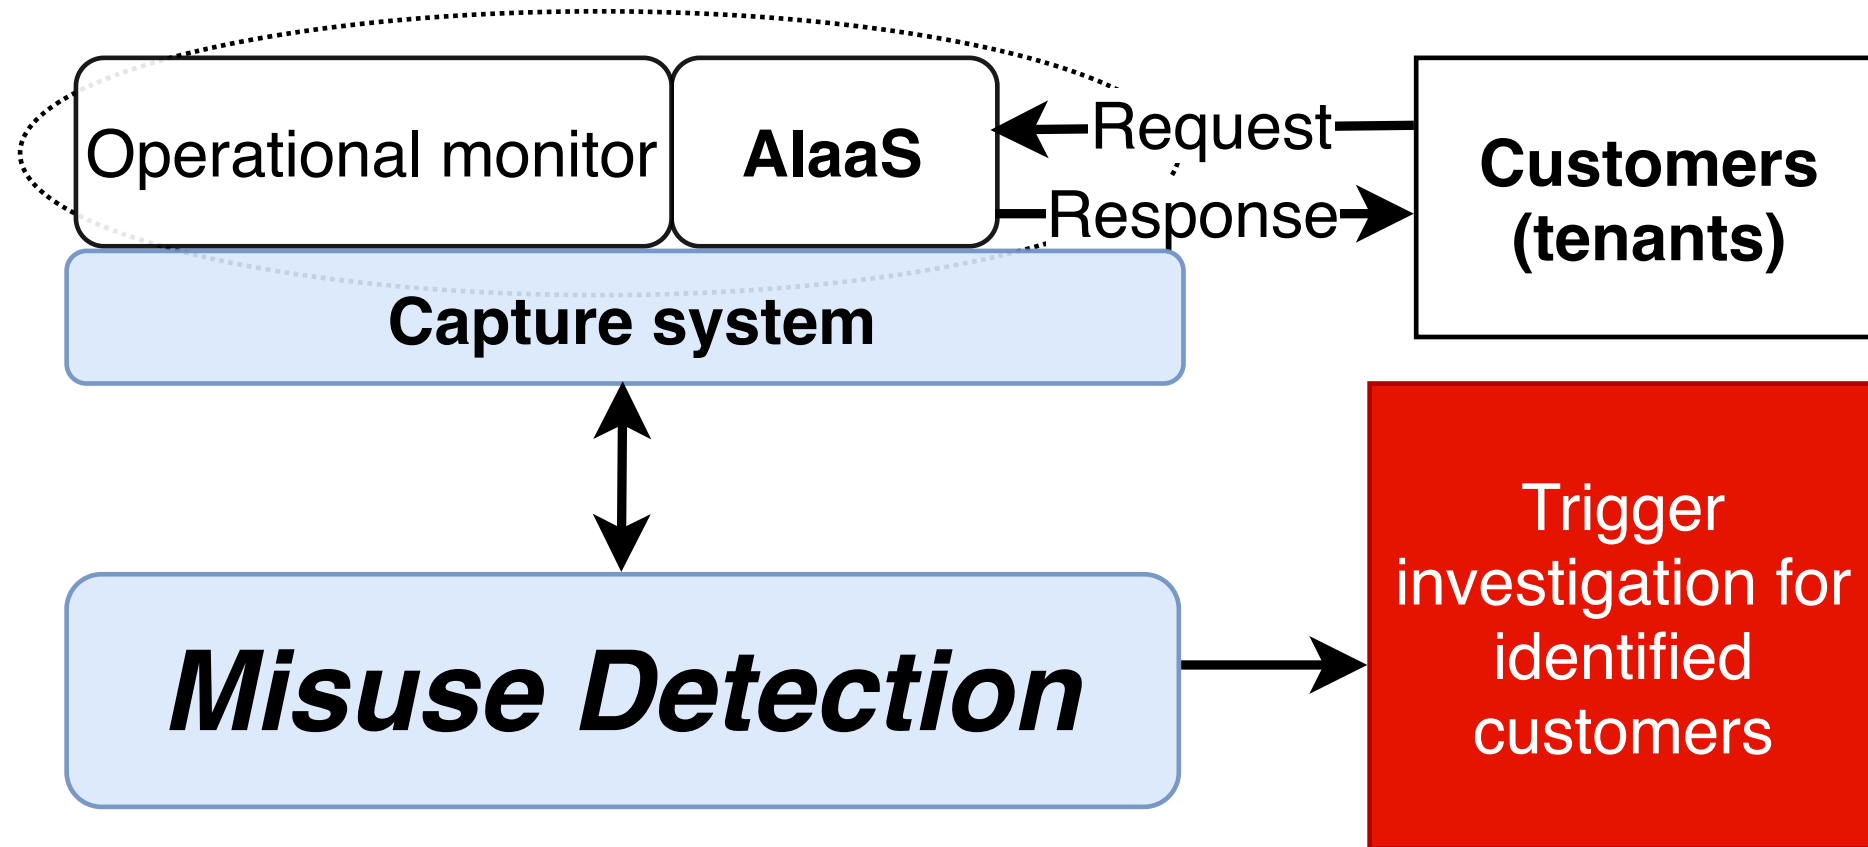 Operational monitor
AIaaS
Request
Response
Customers
(tenants)
Capture system
Misuse Detection
Trigger
investigation for
identified
customers